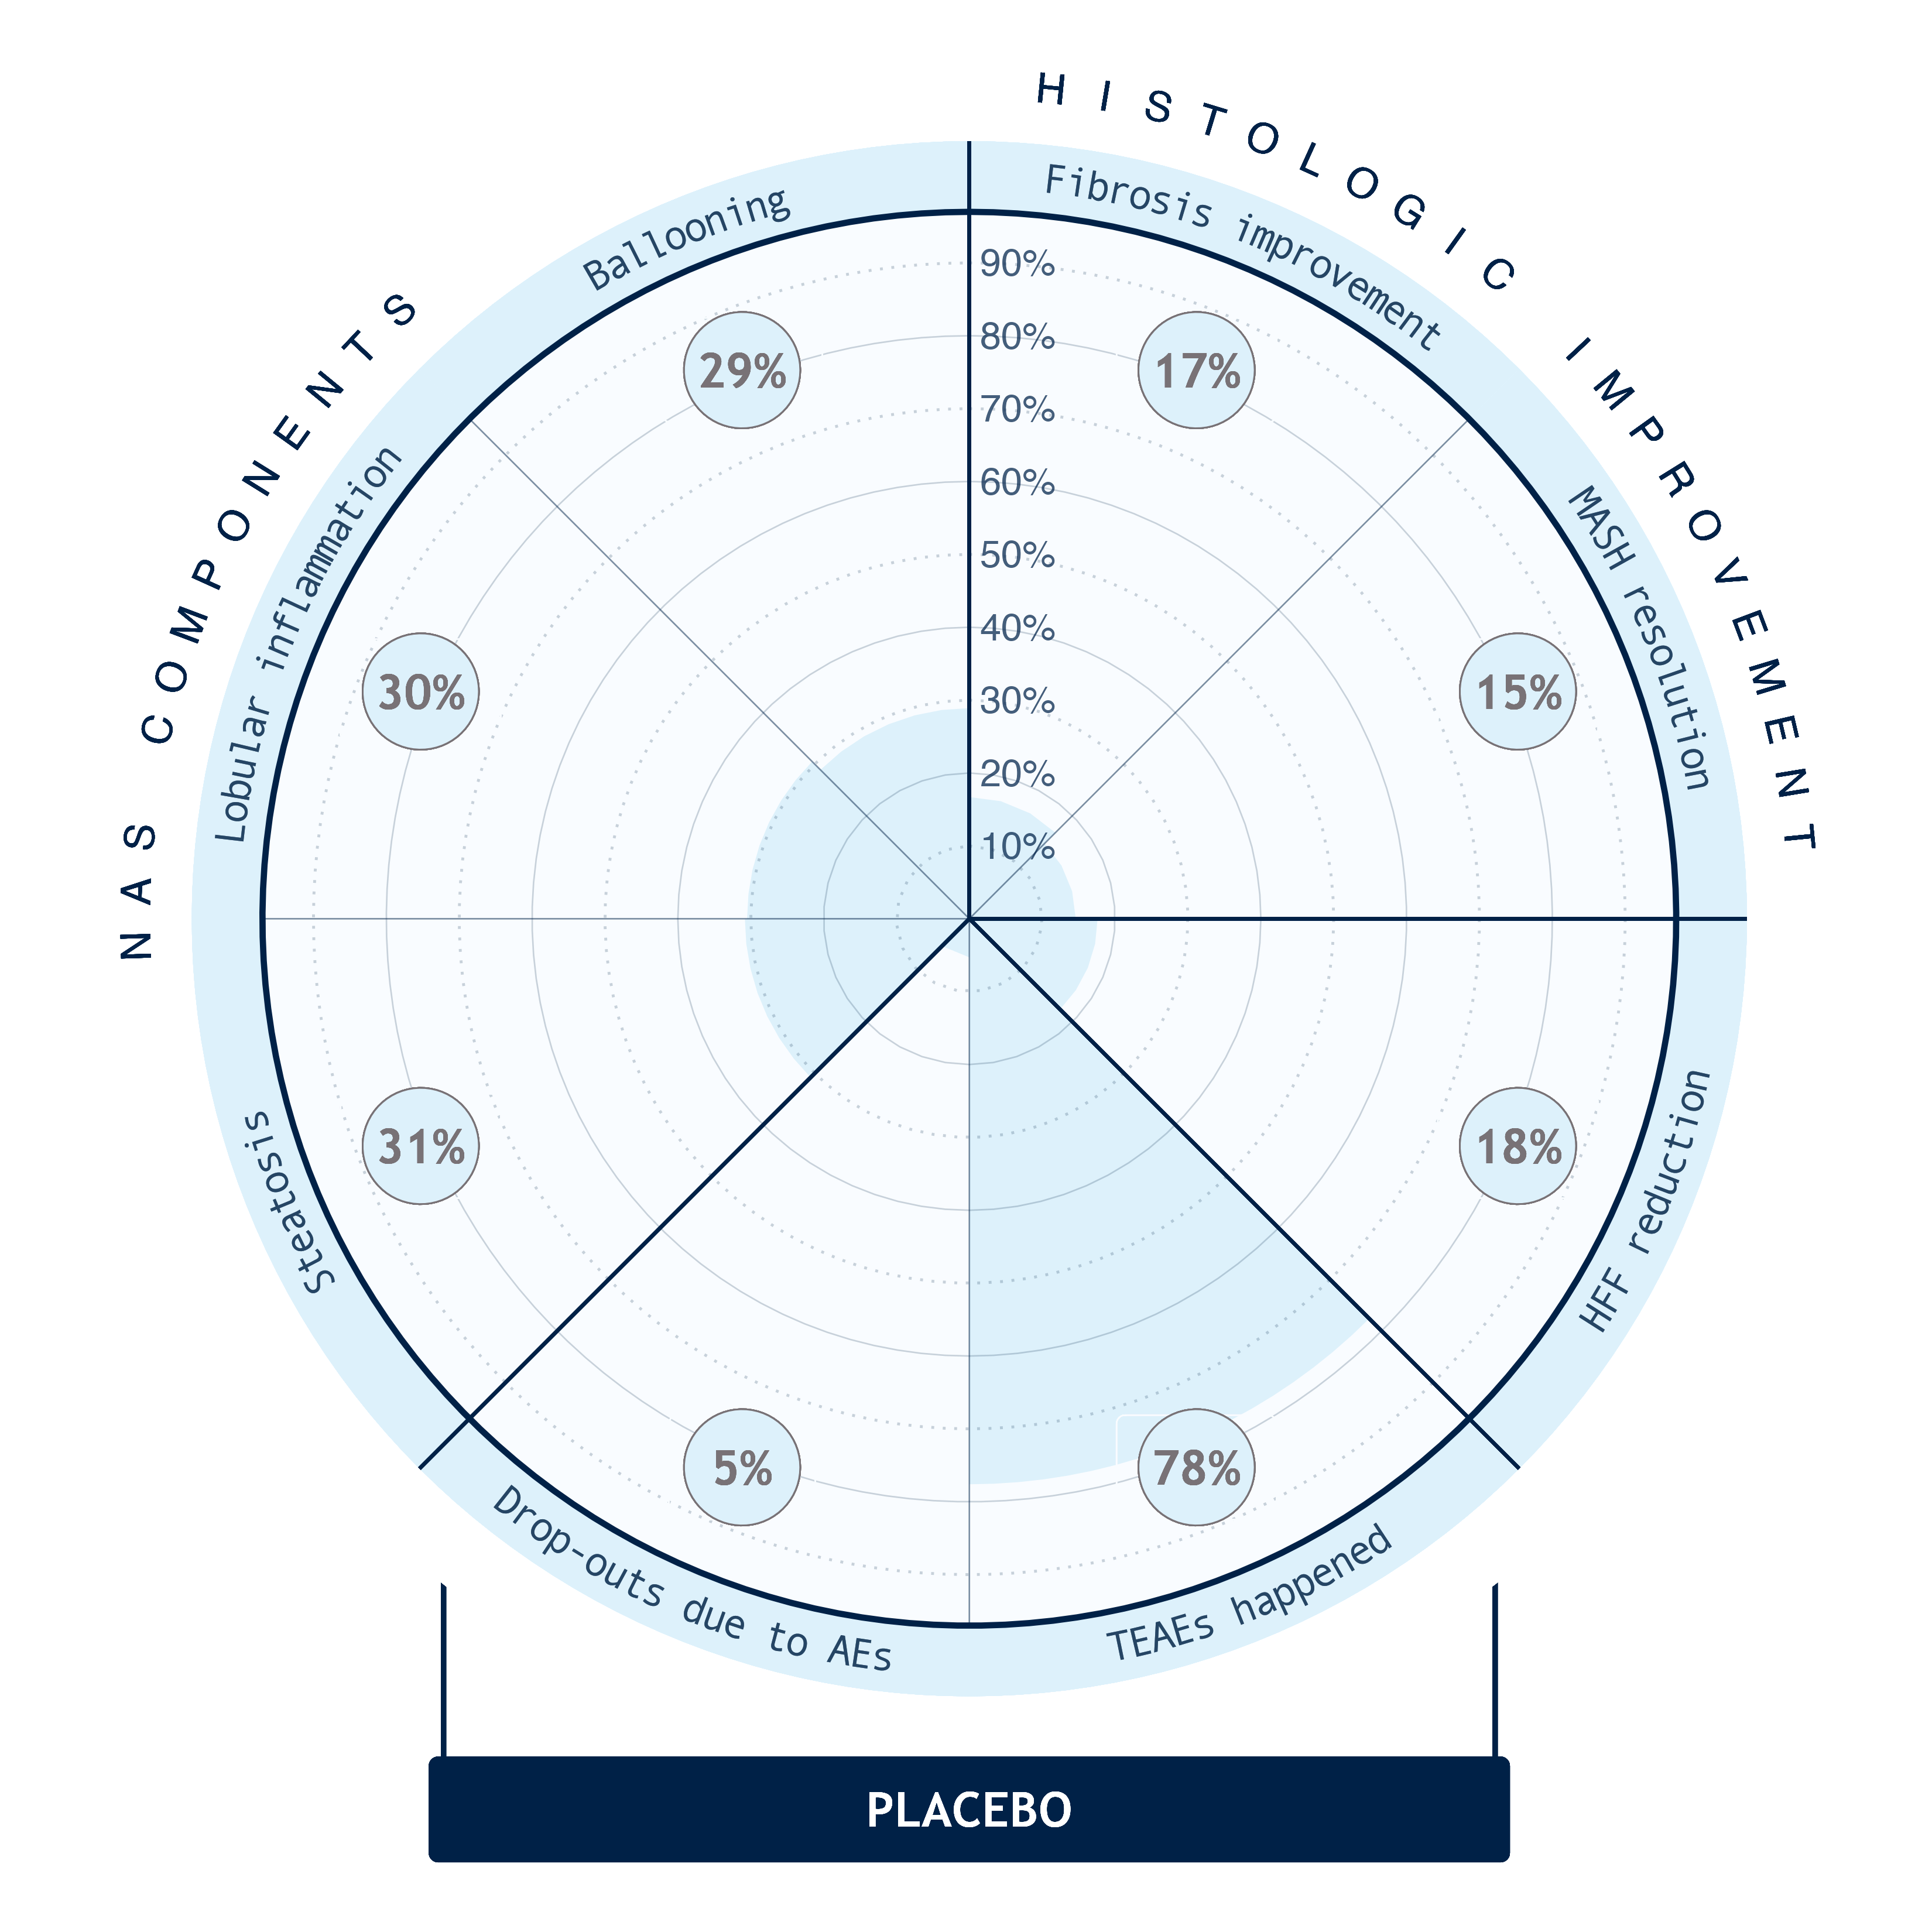 HISTOLOGIC IMPROVEMENT
NAS COMPONENTS
Fibrosis improvement
MASH resolution
HFF reduction
TEAEs happened
Drop-outs due to AEs
Steatosis
Lobular inflammation
Ballooning
90%
80%
70%
60%
50%
40%
30%
20%
10%
17%
15%
18%
78%
5%
31%
30%
29%
PLACEBO